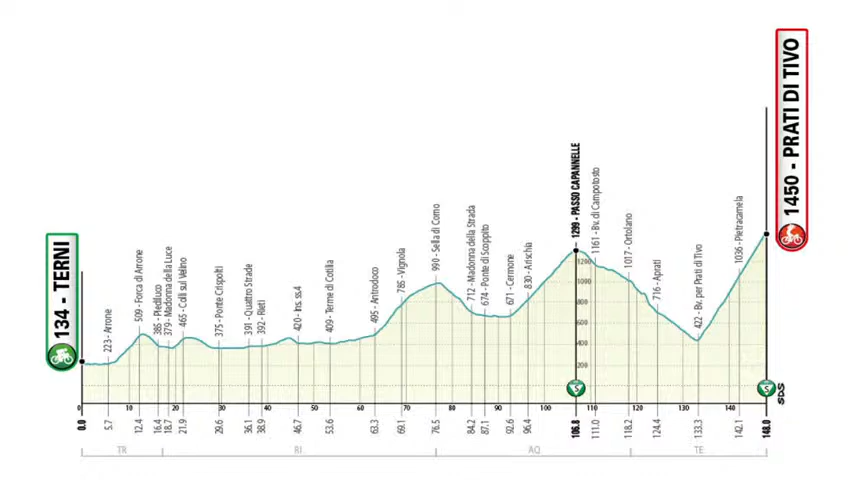 134 - TERNI
223 - Arrone
509 - Forca di Arrone
385 - Piediluco
379 - Madonna della Luce
465 - Colli sul Velino
375 - Ponte Crispolti
391 - Quattro Strade
392 - Rieti
420 - Ins. ss.4
409 - Terme di Cotilia
495 - Antrodoco
785 - Vignola
990 - Sella di Corno
712 - Madonna della Strada
674 - Ponte di Scoppito
671 - Cermone
830 - Arischia
1299 - PASSO CAPANNELLE
1161 - Bv. di Campotosto
1017 - Ortolano
716 - Aprati
422 - Bv. per Prati di Tivo
1036 - Pietracamela
1450 - PRATI DI TIVO
1200
1000
800
600
400
200
S
S
SDS
0 10 20 30 40 50 60 70 80 90 100 110 120 130 140
0.0 5.7 12.4 16.4 18.7 21.9 29.6 36.1 38.9 46.7 53.6 63.3 69.1 76.5 84.2 87.1 92.6 96.4 106.8 111.0 118.2 124.4 133.3 142.1 148.0
TR RI AQ TE